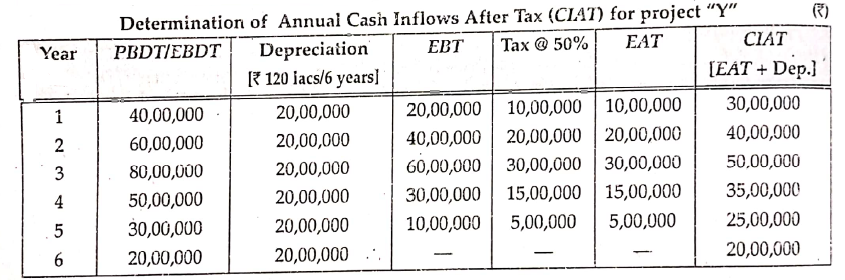 Determination of Annual Cash Inflows After Tax (CIAT) for project "Y" (₹)
Year PBDT/EBDT Depreciation EBT Tax @ 50% EAT CIAT
[₹ 120 lacs/6 years] [EAT + Dep.]
1 40,00,000 20,00,000 20,00,000 10,00,000 10,00,000 30,00,000
2 60,00,000 20,00,000 40,00,000 20,00,000 20,00,000 40,00,000
3 80,00,000 20,00,000 60,00,000 30,00,000 30,00,000 50,00,000
4 50,00,000 20,00,000 30,00,000 15,00,000 15,00,000 35,00,000
5 30,00,000 20,00,000 10,00,000 5,00,000 5,00,000 25,00,000
6 20,00,000 20,00,000 — — — 20,00,000